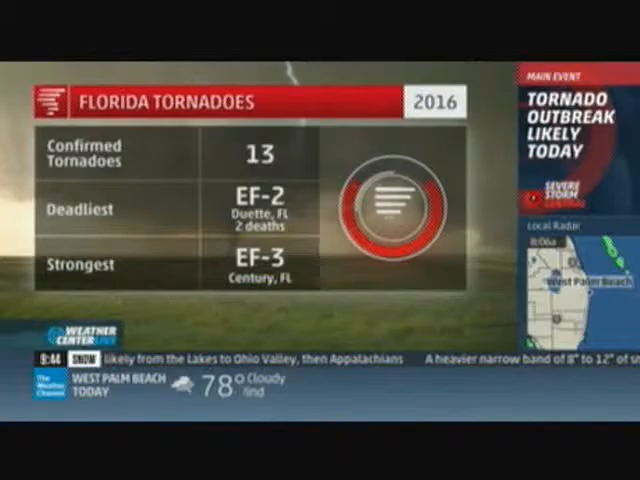 FLORIDA TORNADOES
2016
Confirmed
Tornadoes
13
Deadliest
EF-2
Duette, FL
2 deaths
Strongest
EF-3
Century, FL
MAIN EVENT
TORNADO
OUTBREAK
LIKELY
TODAY
SEVERE
STORM
CENTRAL
Local Radar
8:06a
West Palm Beach
WEATHER
CENTER LIVE
9:44
SNOW
likely from the Lakes to Ohio Valley, then Appalachians
A heavier narrow band of 8" to 12" of sn
The
Weather
Channel
WEST PALM BEACH
TODAY
78°
Cloudy